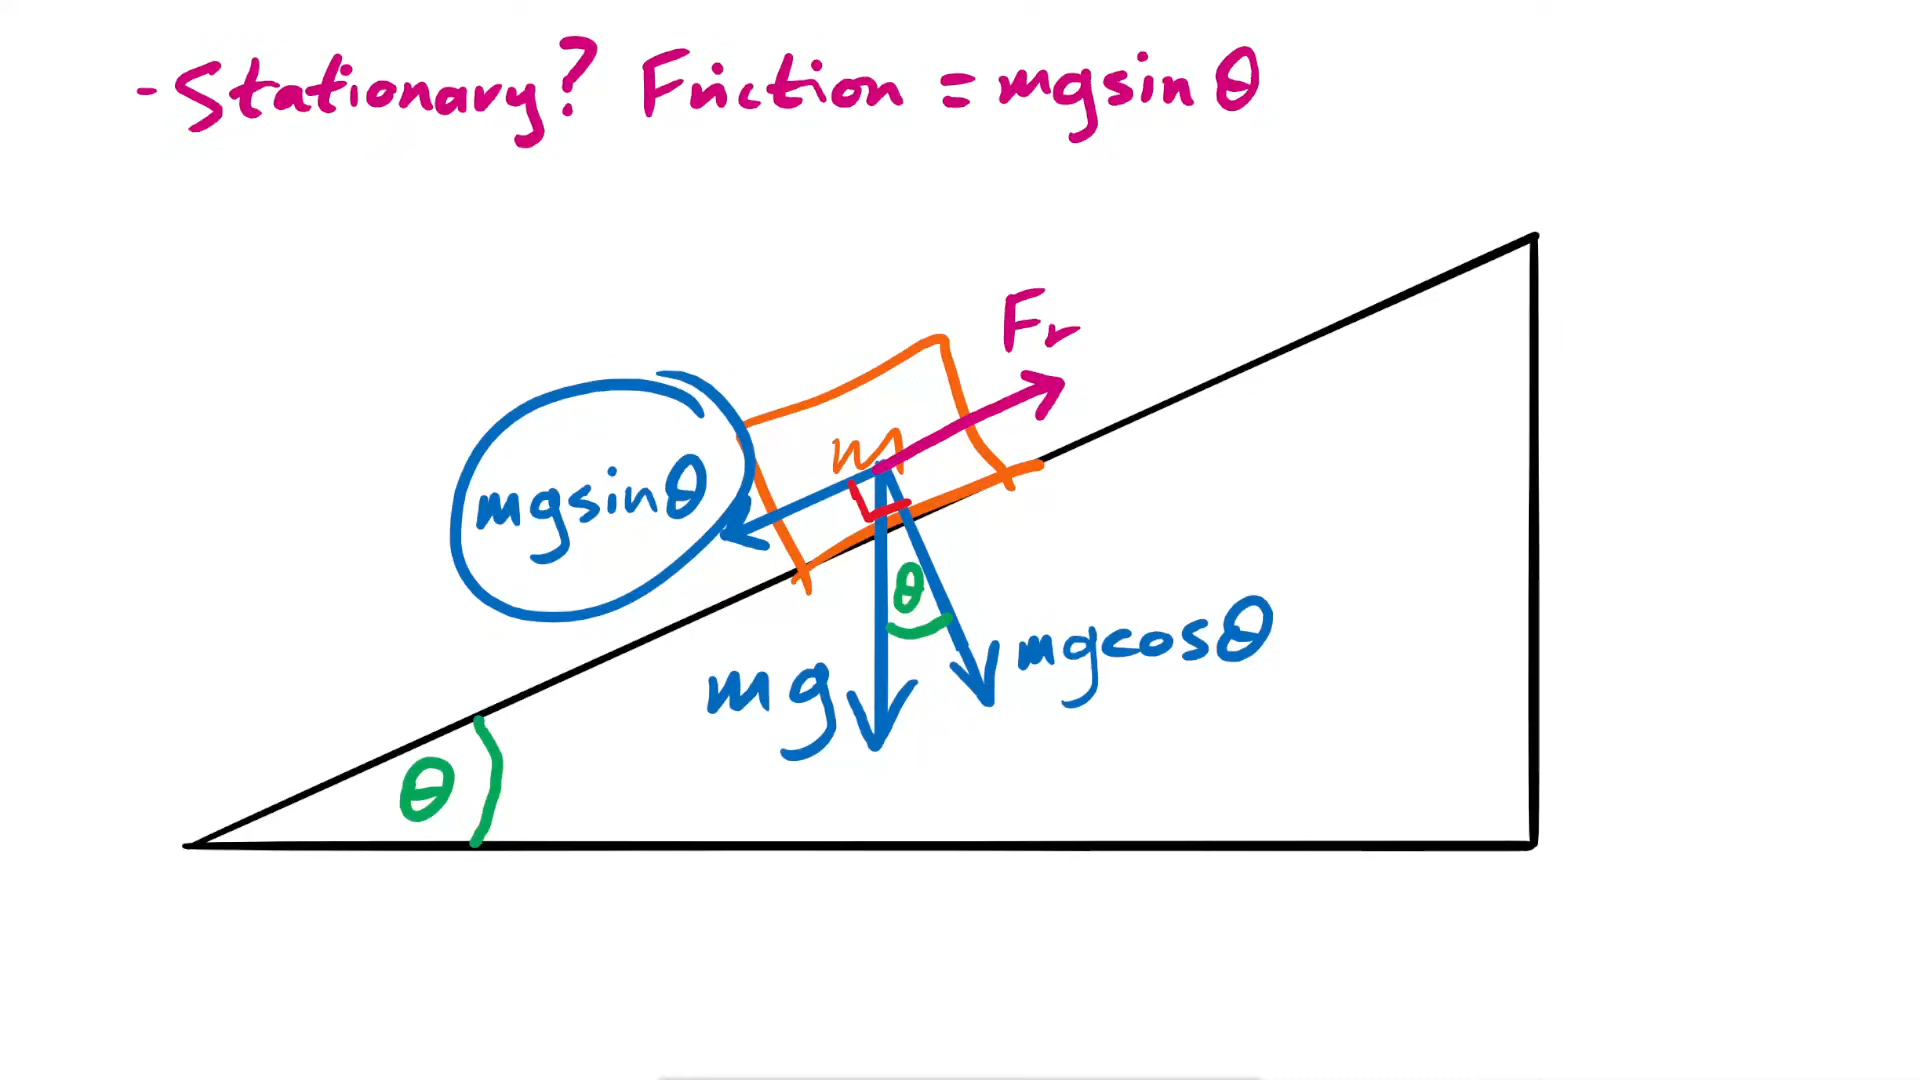 - Stationary? Friction = mgsinθ
Fr
m
mgsinθ
θ
mgcosθ
mg
θ